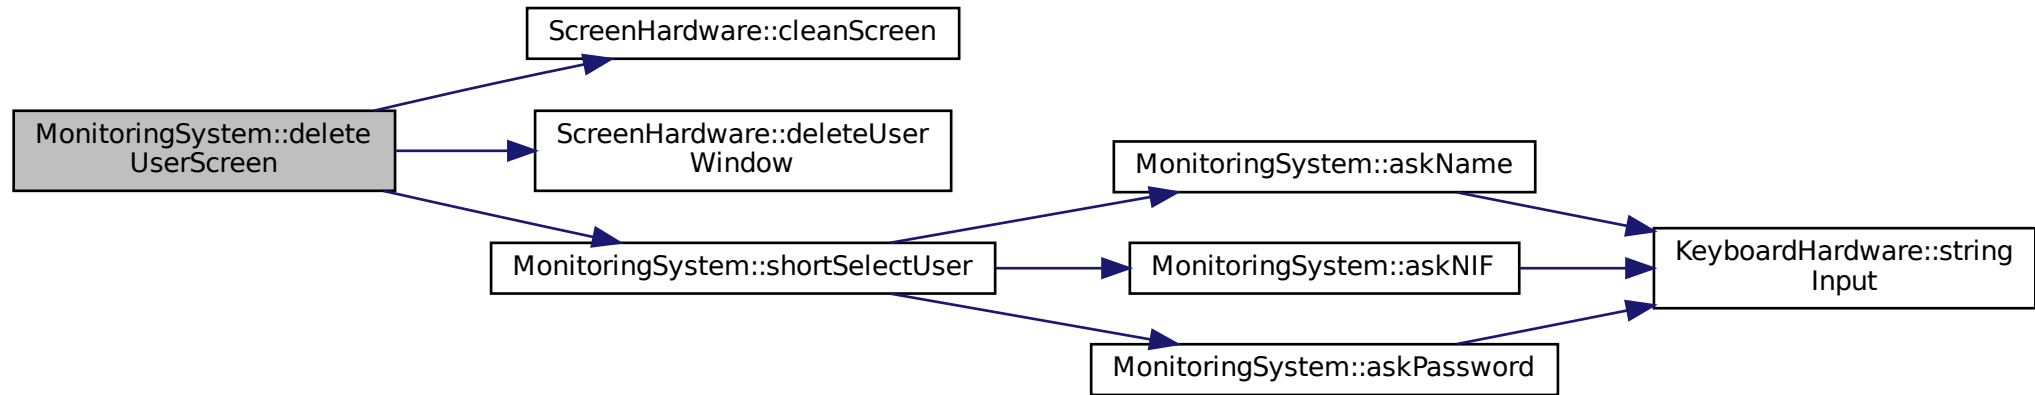 ScreenHardware::cleanScreen
MonitoringSystem::delete
UserScreen
ScreenHardware::deleteUser
Window
MonitoringSystem::shortSelectUser
MonitoringSystem::askName
MonitoringSystem::askNIF
MonitoringSystem::askPassword
KeyboardHardware::string
Input